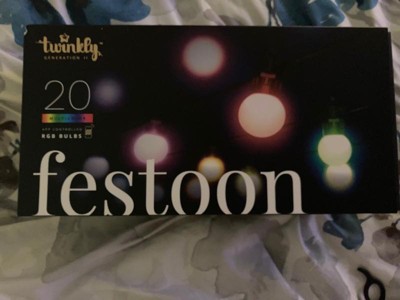 twinkly
GENERATION II
20
APP CONTROLLED
RGB BULBS
festoon